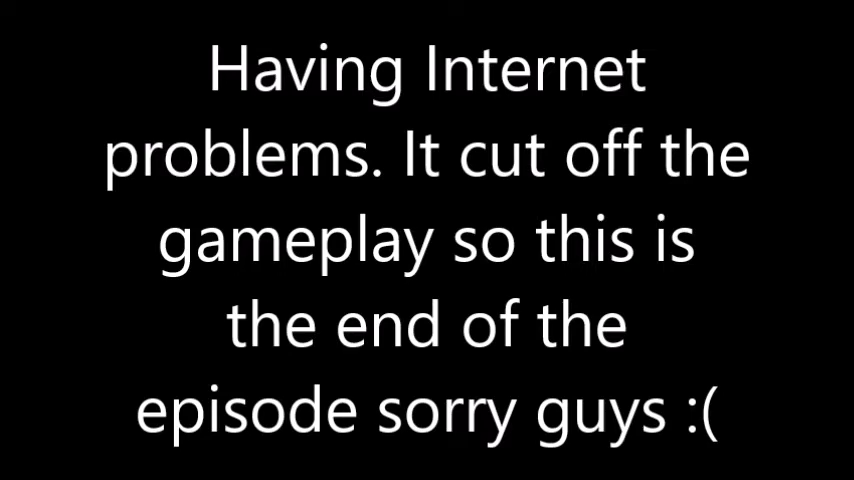 Having Internet
problems. It cut off the
gameplay so this is
the end of the
episode sorry guys :(